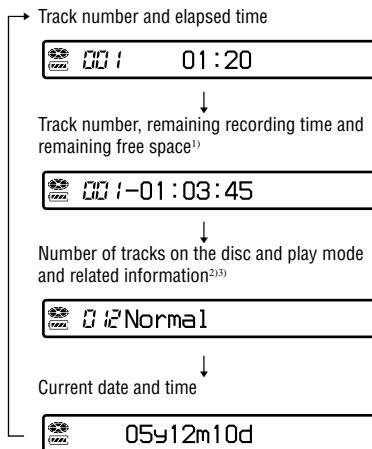 Track number and elapsed time
001 01:20
Track number, remaining recording time and
remaining free space1)
001-01:03:45
Number of tracks on the disc and play mode
and related information2)3)
012Normal
Current date and time
05y12m10d